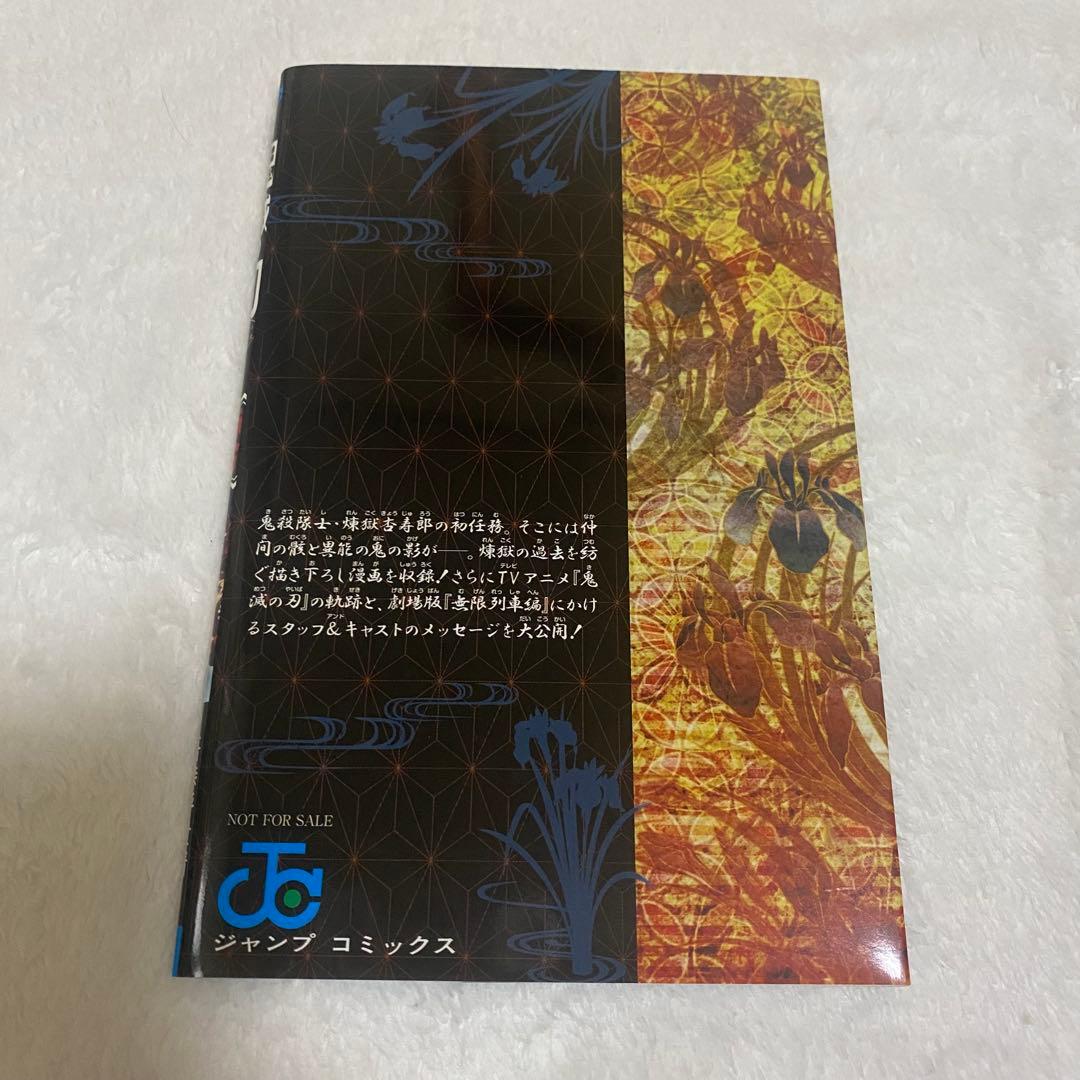 鬼殺隊士・煉獄杏寿郎の初任務。そこには仲
間の骸と異能の鬼の影が――。煉獄の過去を紡
ぐ描き下ろし漫画を収録!さらにTVアニメ『鬼
滅の刃』の軌跡と、劇場版『無限列車編』にかけ
るスタッフ&キャストのメッセージを大公開!
NOT FOR SALE
JC
ジャンプ コミックス